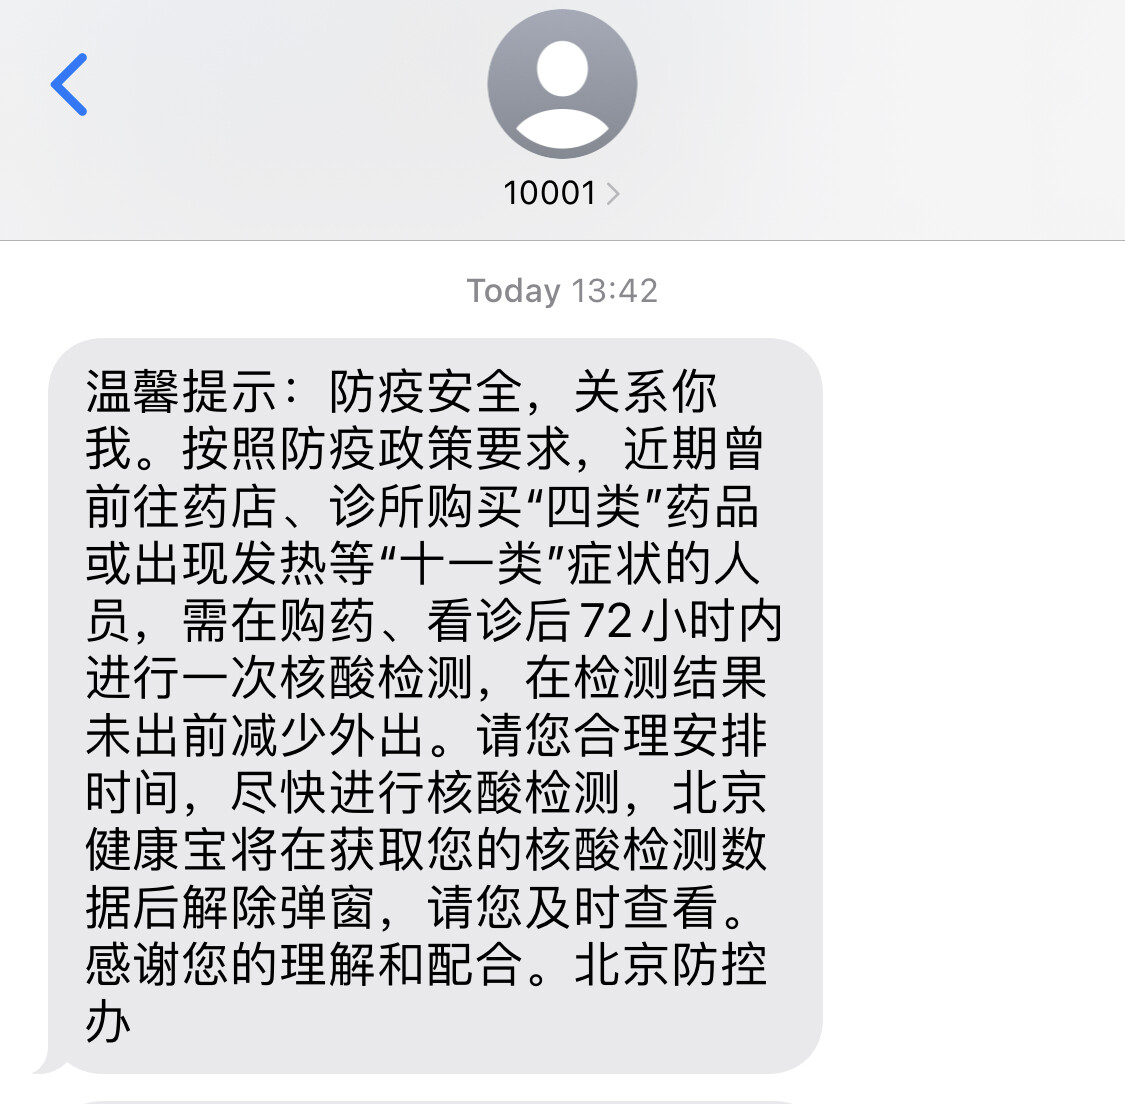 10001
Today 13:42
温馨提示：防疫安全，关系你
我。按照防疫政策要求，近期曾
前往药店、诊所购买“四类”药品
或出现发热等“十一类”症状的人
员，需在购药、看诊后72小时内
进行一次核酸检测，在检测结果
未出前减少外出。请您合理安排
时间，尽快进行核酸检测，北京
健康宝将在获取您的核酸检测数
据后解除弹窗，请您及时查看。
感谢您的理解和配合。北京防控
办